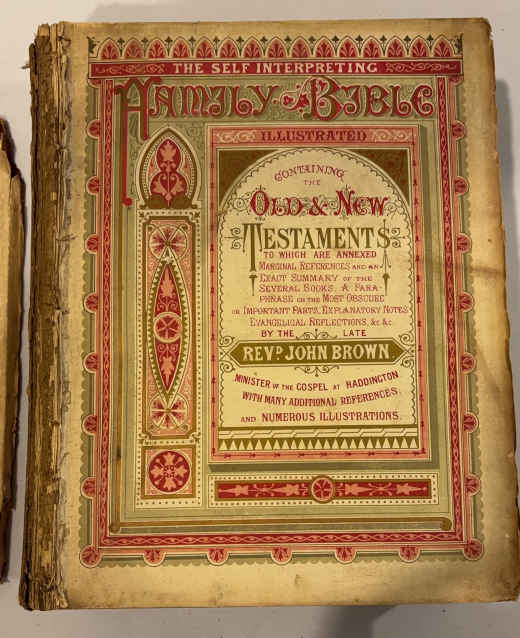 THE SELF INTERPRETING
FAMILY BIBLE
ILLUSTRATED
CONTAINING
THE
OLD & NEW
TESTAMENTS
TO WHICH ARE ANNEXED
MARGINAL REFERENCES AND AN
EXACT SUMMARY OF THE
SEVERAL BOOKS, A PARA-
PHRASE ON THE MOST OBSCURE
OR IMPORTANT PARTS, EXPLANATORY NOTES
EVANGELICAL REFLECTIONS, &c. &c.
BY THE LATE
REVD. JOHN BROWN
MINISTER OF THE GOSPEL AT HADDINGTON
WITH MANY ADDITIONAL REFERENCES,
AND NUMEROUS ILLUSTRATIONS.